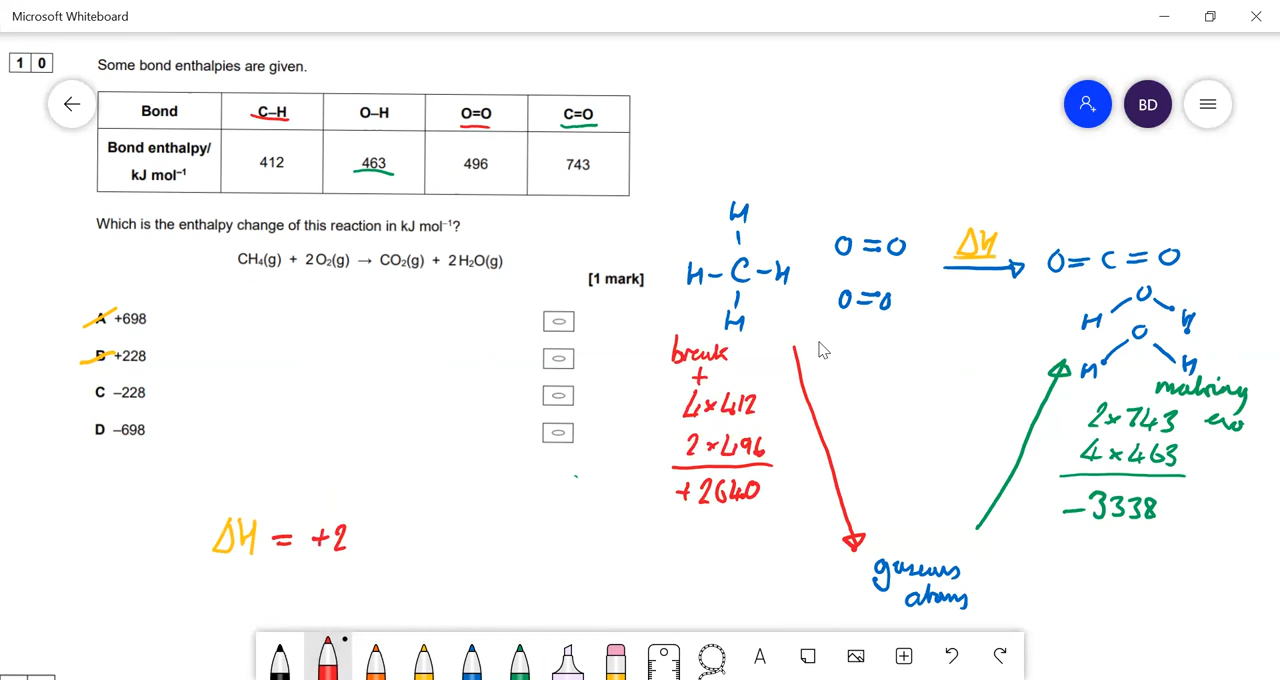 Microsoft Whiteboard
1 0
Some bond enthalpies are given.
Bond C–H O–H O=O C=O
Bond enthalpy/ kJ mol⁻¹ 412 463 496 743
Which is the enthalpy change of this reaction in kJ mol⁻¹?
CH₄(g) + 2O₂(g) → CO₂(g) + 2H₂O(g)
[1 mark]
A +698
B +228
C –228
D –698
ΔH = +2
H
H-C-H
H
O=O
O=O
ΔH
O=C=O
O
H H
O
H H
break
+
4×412
2×496
+2640
gaseous
atoms
making
2×743 exo
4×463
-3338
BD
A